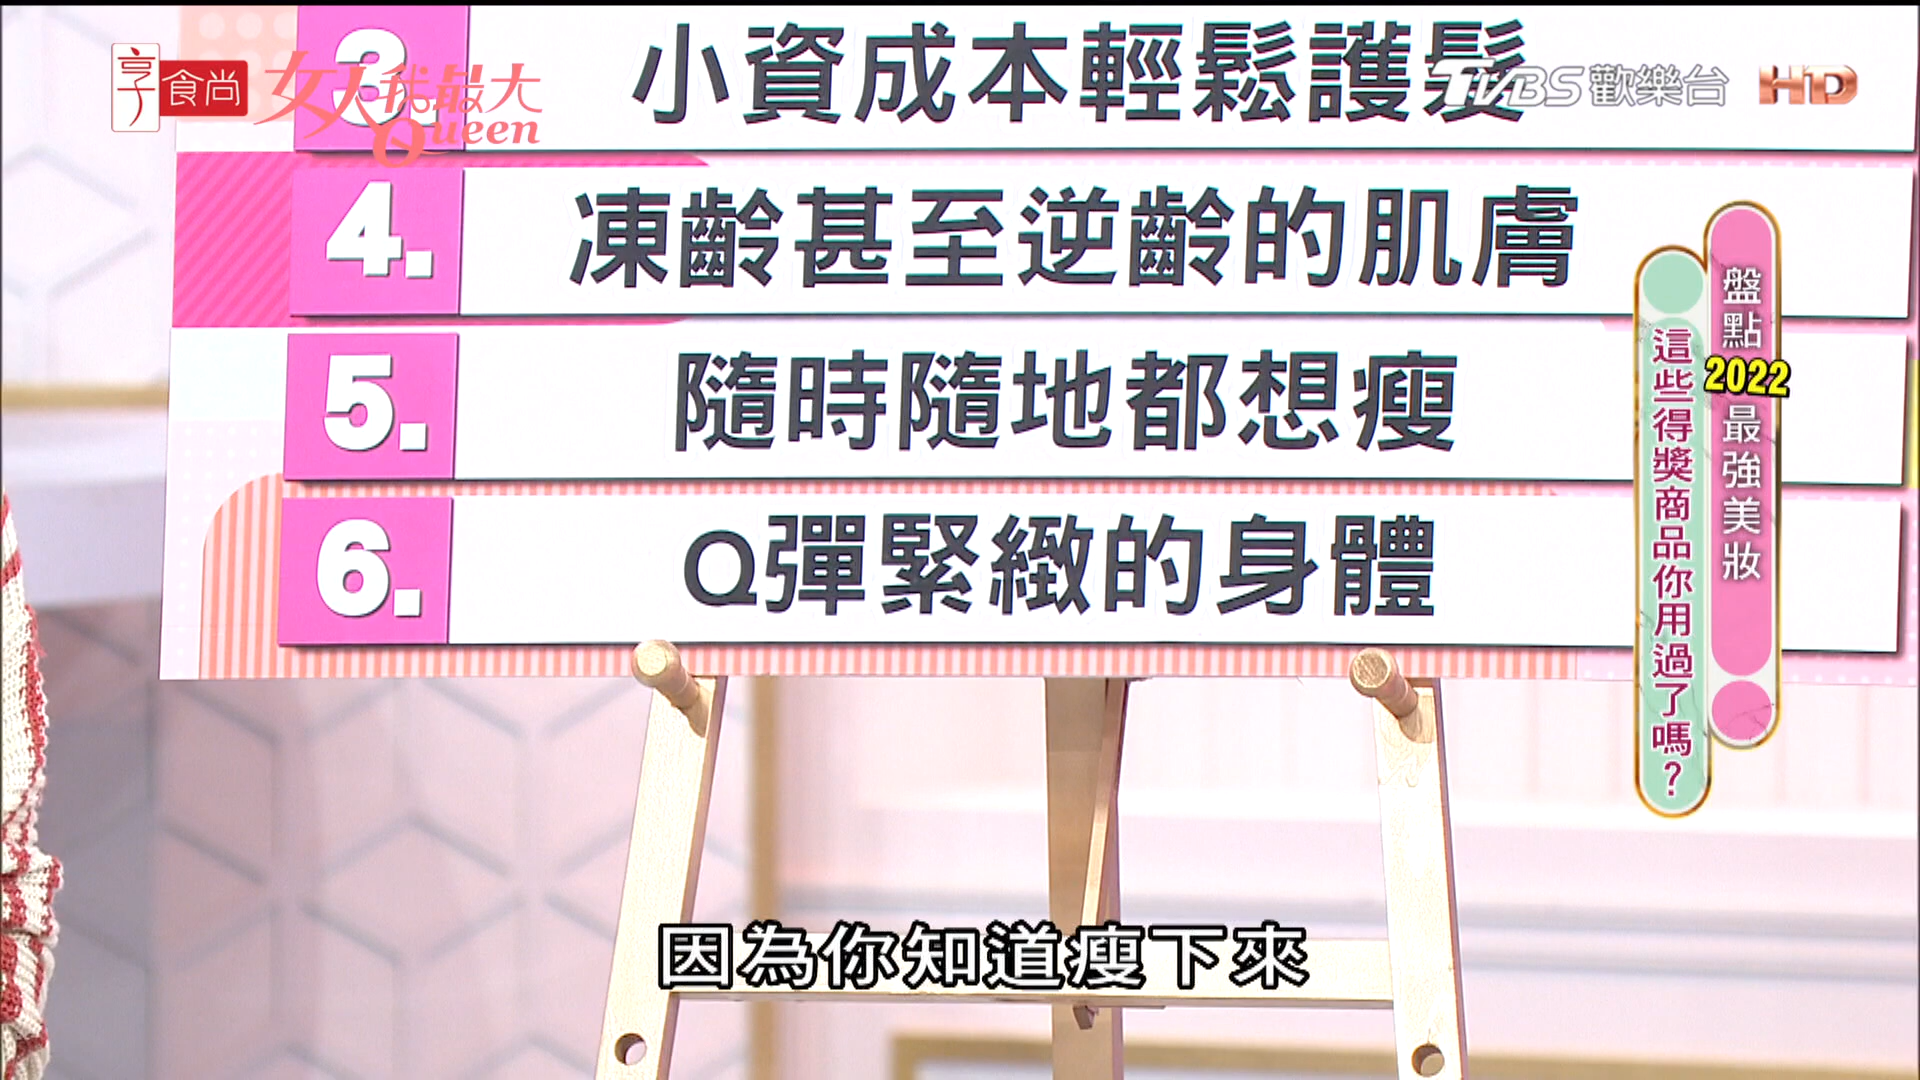 享
食尚
女人我最大
Queen
TVBS歡樂台 HD
3. 小資成本輕鬆護髮
4. 凍齡甚至逆齡的肌膚
5. 隨時隨地都想瘦
6. Q彈緊緻的身體
盤點2022最強美妝
這些得獎商品你用過了嗎？
因為你知道瘦下來